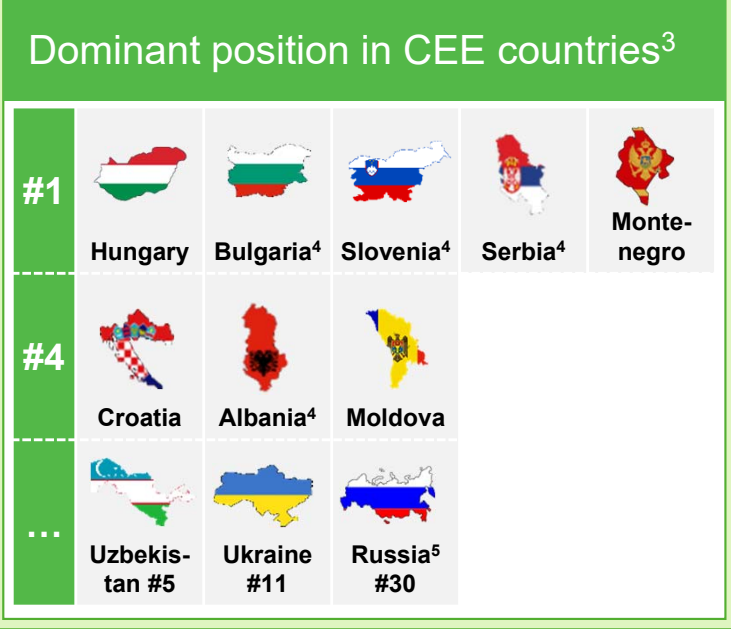 Dominant position in CEE countries³
#1
Hungary
Bulgaria⁴
Slovenia⁴
Serbia⁴
Monte-
negro
#4
Croatia
Albania⁴
Moldova
...
Uzbekis-
tan #5
Ukraine
#11
Russia⁵
#30